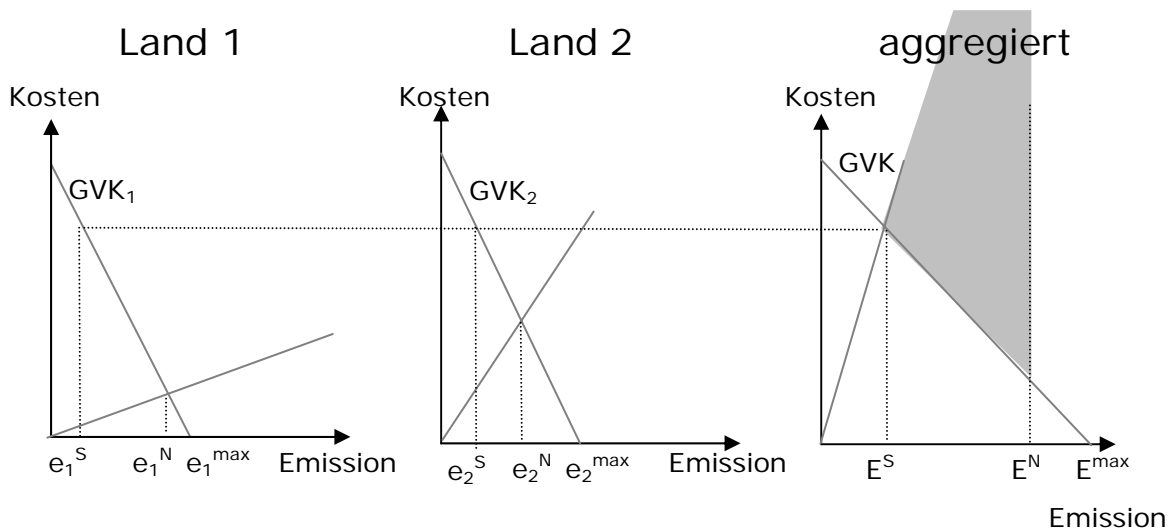 Land 1
Land 2
aggregiert
Kosten
Kosten
Kosten
GVK₁
GVK₂
GVK
e₁ˢ
e₁ᴺ
e₁ᵐᵃˣ
Emission
e₂ˢ
e₂ᴺ
e₂ᵐᵃˣ
Emission
Eˢ
Eᴺ
Eᵐᵃˣ
Emission